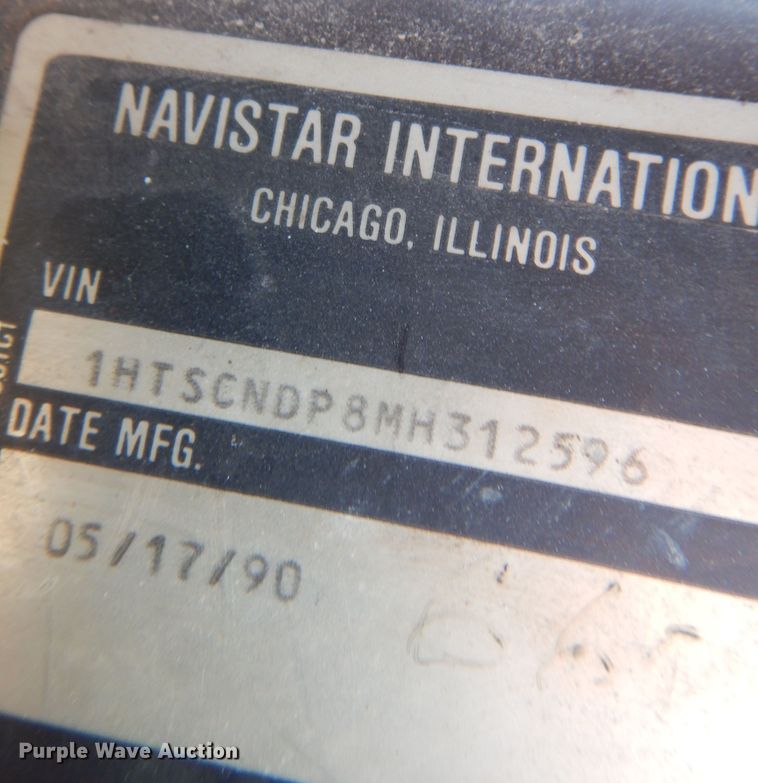 NAVISTAR INTERNATION
CHICAGO, ILLINOIS
VIN
1HTSCNDP8MH312596
DATE MFG.
05/17/90
Purple Wave Auction